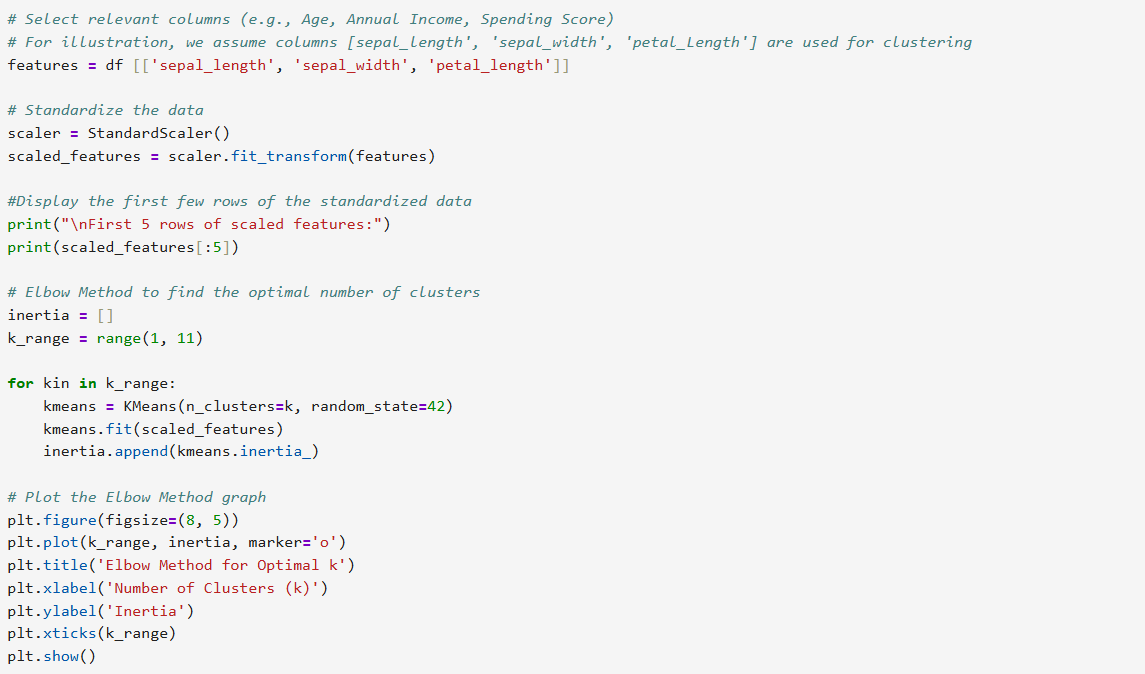 # Select relevant columns (e.g., Age, Annual Income, Spending Score)
# For illustration, we assume columns [sepal_length', 'sepal_width', 'petal_Length'] are used for clustering
features = df [['sepal_length', 'sepal_width', 'petal_length']]
# Standardize the data
scaler = StandardScaler()
scaled_features = scaler.fit_transform(features)
#Display the first few rows of the standardized data
print("\nFirst 5 rows of scaled features:")
print(scaled_features[:5])
# Elbow Method to find the optimal number of clusters
inertia = []
k_range = range(1, 11)
for kin in k_range:
    kmeans = KMeans(n_clusters=k, random_state=42)
    kmeans.fit(scaled_features)
    inertia.append(kmeans.inertia_)
# Plot the Elbow Method graph
plt.figure(figsize=(8, 5))
plt.plot(k_range, inertia, marker='o')
plt.title('Elbow Method for Optimal k')
plt.xlabel('Number of Clusters (k)')
plt.ylabel('Inertia')
plt.xticks(k_range)
plt.show()